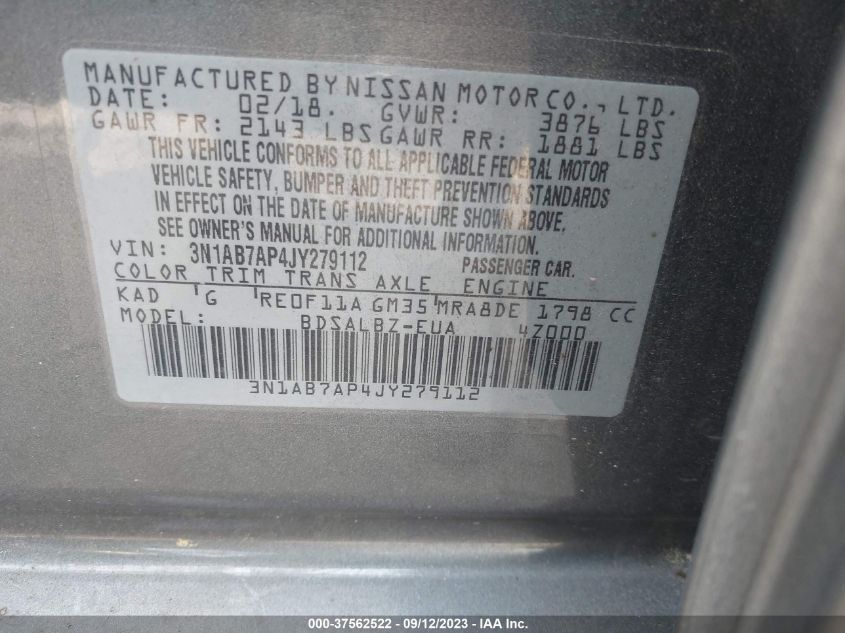 MANUFACTURED BY NISSAN MOTOR CO., LTD.
DATE: 02/18. GVWR: 3876 LBS
GAWR FR: 2143 LBS GAWR RR: 1881 LBS
THIS VEHICLE CONFORMS TO ALL APPLICABLE FEDERAL MOTOR
VEHICLE SAFETY, BUMPER AND THEFT PREVENTION STANDARDS
IN EFFECT ON THE DATE OF MANUFACTURE SHOWN ABOVE.
SEE OWNER'S MANUAL FOR ADDITIONAL INFORMATION.
VIN: 3N1AB7AP4JY279112 PASSENGER CAR.
COLOR TRIM TRANS AXLE ENGINE
KAD G RE0F11A GM35 MRA8DE 1798 CC
MODEL: BDSALBZ-EUA 4Z000
3N1AB7AP4JY279112
000-37562522 - 09/12/2023 - IAA Inc.